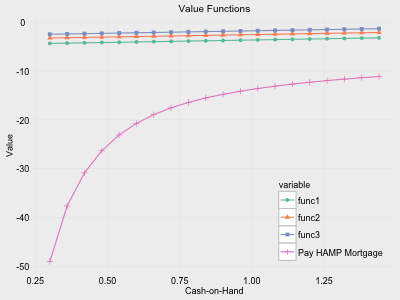 Value Functions
0
-10
-20
-30
-40
-50
Value
0.30
0.50
0.75
1.00
1.25
Cash-on-Hand
variable
func1
func2
func3
Pay HAMP Mortgage